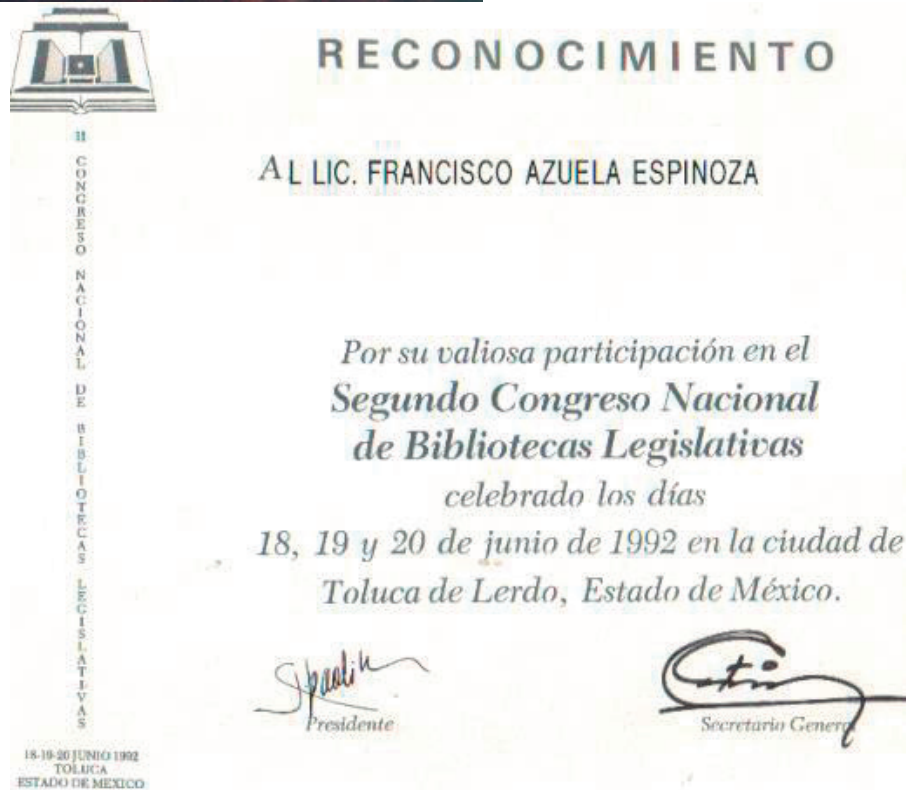 RECONOCIMIENTO
AL LIC. FRANCISCO AZUELA ESPINOZA
Por su valiosa participación en el
Segundo Congreso Nacional
de Bibliotecas Legislativas
celebrado los días
18, 19 y 20 de junio de 1992 en la ciudad de
Toluca de Lerdo, Estado de México.
Presidente
Secretario General
II CONGRESO NACIONAL DE BIBLIOTECAS LEGISLATIVAS
18-19-20 JUNIO 1992
TOLUCA
ESTADO DE MEXICO